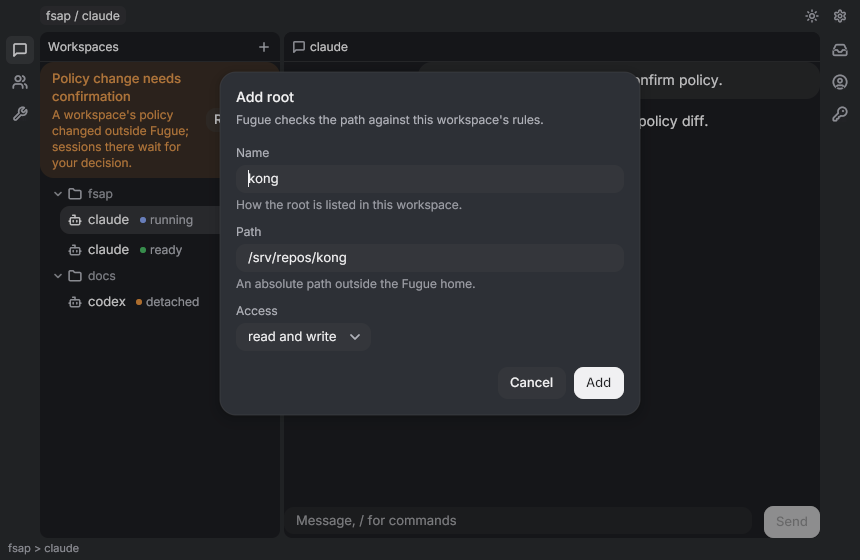 fsap / claude
Workspaces
claude
Policy change needs
confirmation
A workspace's policy
changed outside Fugue;
sessions there wait for
your decision.
R
onfirm policy.
policy diff.
fsap
claude running
claude ready
docs
codex detached
Add root
Fugue checks the path against this workspace's rules.
Name
kong
How the root is listed in this workspace.
Path
/srv/repos/kong
An absolute path outside the Fugue home.
Access
read and write
Cancel Add
Message, / for commands
Send
fsap > claude